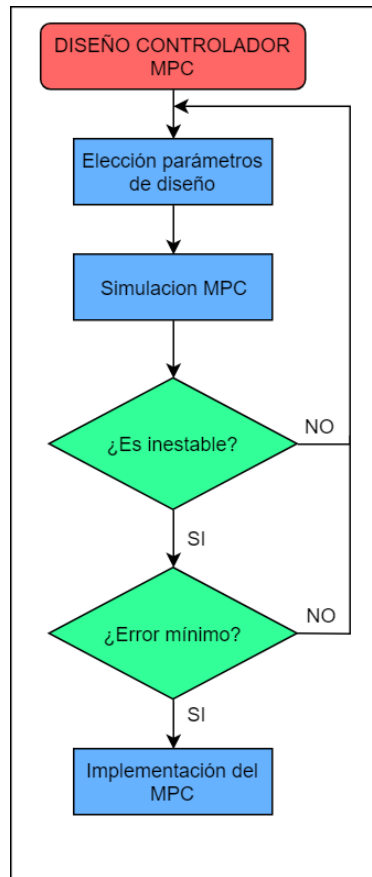 DISEÑO CONTROLADOR
MPC
Elección parámetros
de diseño
Simulacion MPC
¿Es inestable?
NO
SI
¿Error mínimo?
NO
SI
Implementación del
MPC